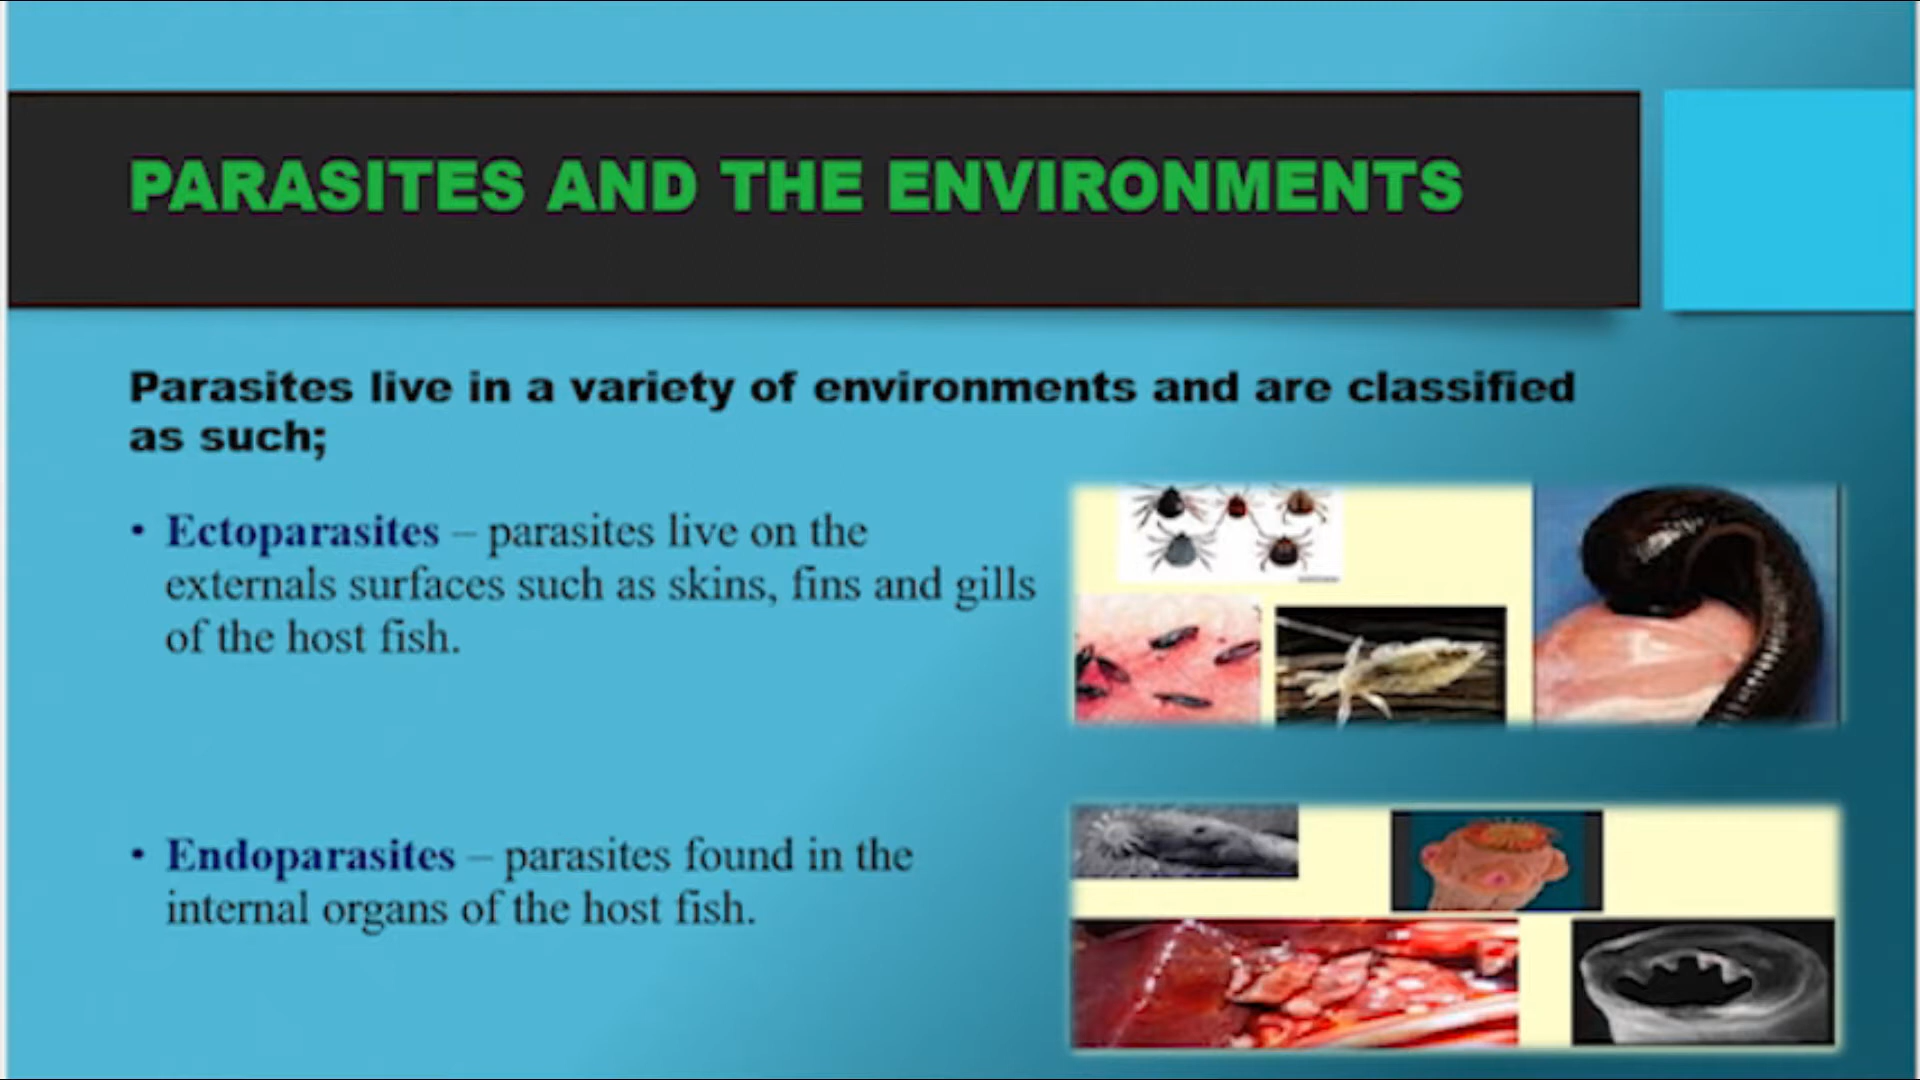 PARASITES AND THE ENVIRONMENTS
Parasites live in a variety of environments and are classified
as such;
• Ectoparasites – parasites live on the
externals surfaces such as skins, fins and gills
of the host fish.
• Endoparasites – parasites found in the
internal organs of the host fish.